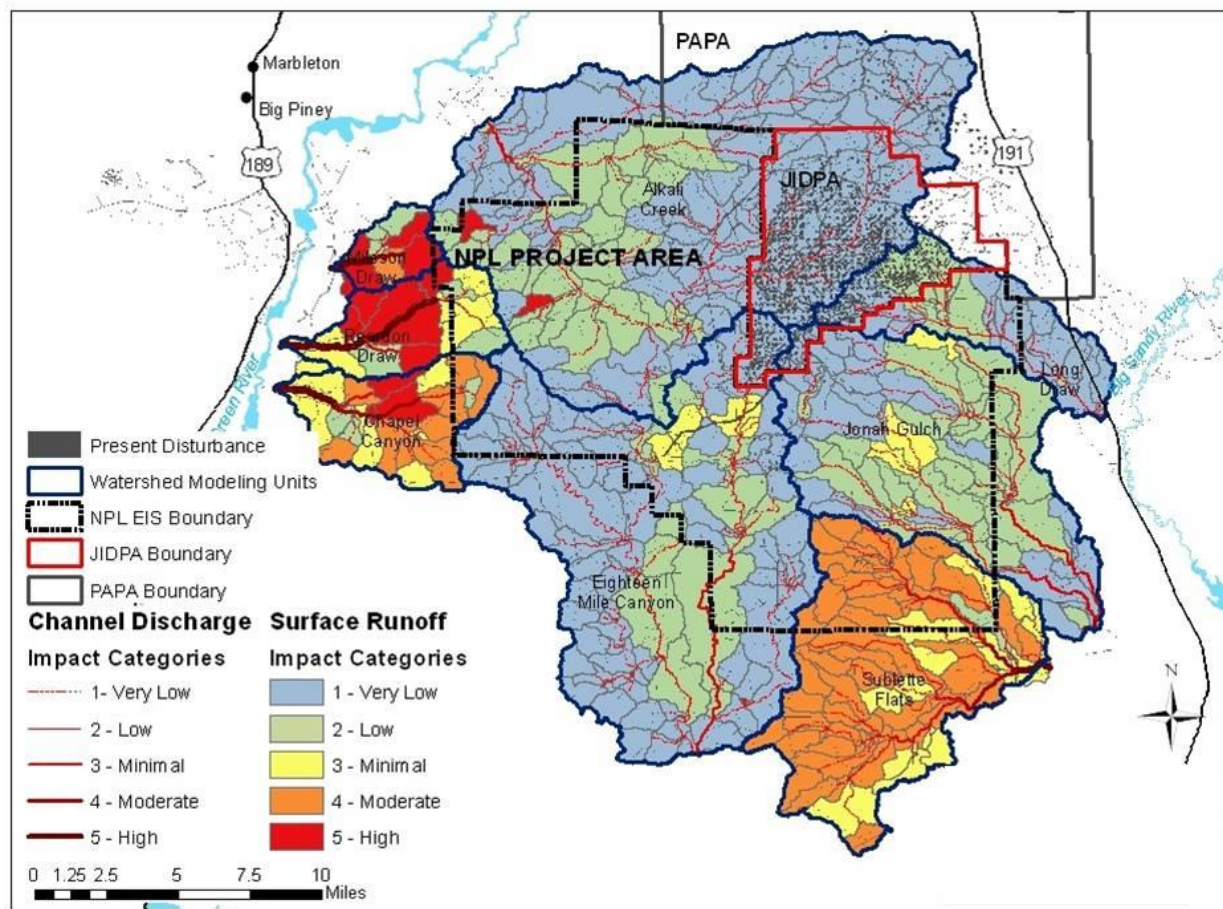 PAPA
Marbleton
Big Piney
189
191
JIDPA
Alkali
Creek
NPL PROJECT AREA
Draw
Reardon
Draw
Green River
Big Sandy River
Long
Draw
Chapel
Canyon
Jonah Gulch
Eighteen
Mile Canyon
Sublette
Flats
N
Present Disturbance
Watershed Modeling Units
NPL EIS Boundary
JIDPA Boundary
PAPA Boundary
Channel Discharge
Impact Categories
1- Very Low
2 - Low
3 - Minimal
4 - Moderate
5 - High
Surface Runoff
Impact Categories
1 - Very Low
2 - Low
3 - Minimal
4 - Moderate
5 - High
0 1.25 2.5 5 7.5 10
Miles